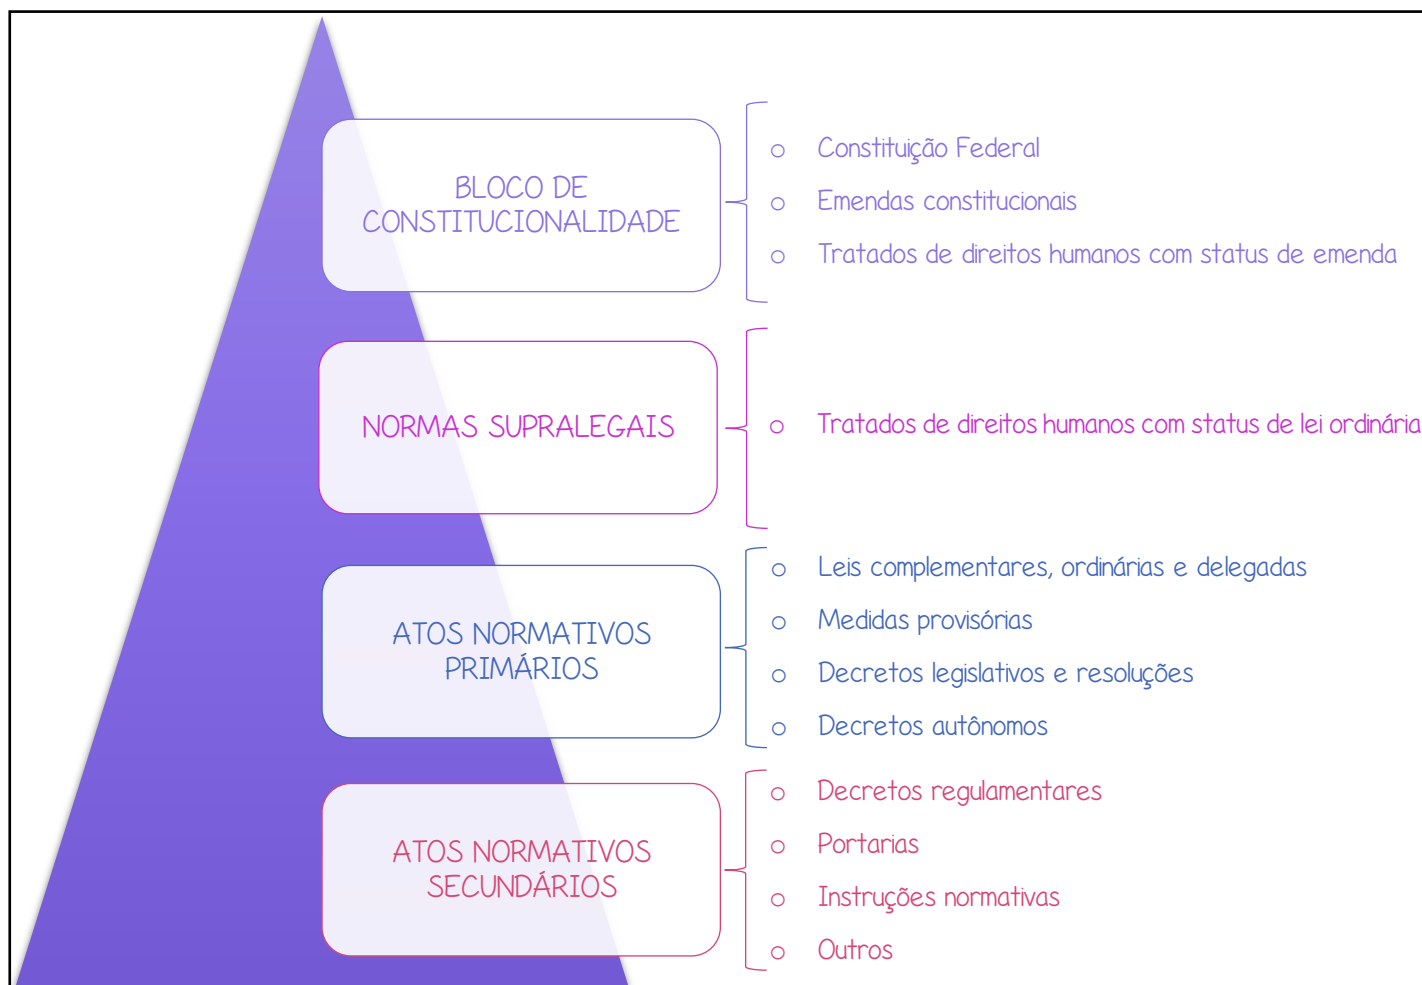 BLOCO DE
CONSTITUCIONALIDADE
○ Constituição Federal
○ Emendas constitucionais
○ Tratados de direitos humanos com status de emenda
NORMAS SUPRALEGAIS
○ Tratados de direitos humanos com status de lei ordinária
ATOS NORMATIVOS
PRIMÁRIOS
○ Leis complementares, ordinárias e delegadas
○ Medidas provisórias
○ Decretos legislativos e resoluções
○ Decretos autônomos
ATOS NORMATIVOS
SECUNDÁRIOS
○ Decretos regulamentares
○ Portarias
○ Instruções normativas
○ Outros